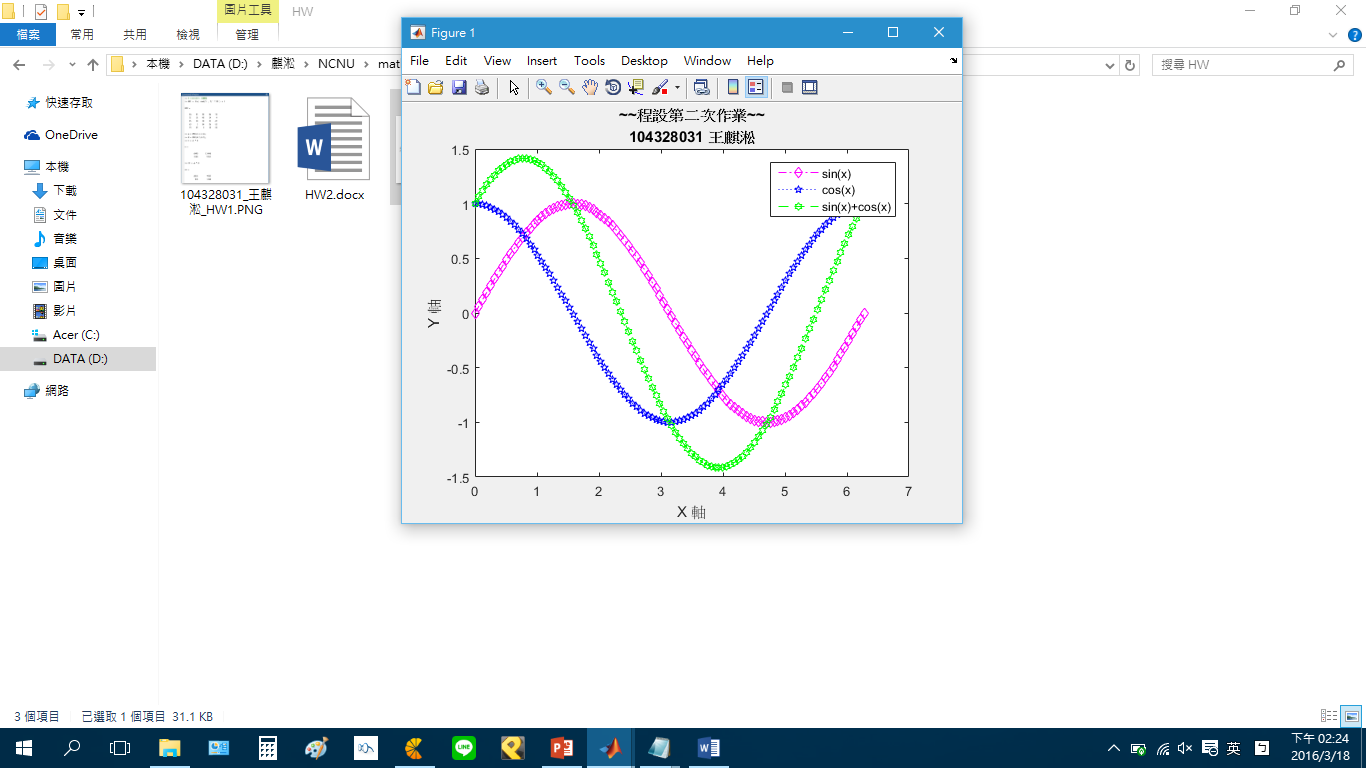 圖片工具
HW
檔案
常用
共用
檢視
管理
本機
DATA (D:)
麒淞
NCNU
mat
搜尋 HW
快速存取
OneDrive
本機
下載
文件
音樂
桌面
圖片
影片
Acer (C:)
DATA (D:)
網路
104328031_王麒
淞_HW1.PNG
HW2.docx
Figure 1
File Edit View Insert Tools Desktop Window Help
~~程設第二次作業~~
104328031 王麒淞
sin(x)
cos(x)
sin(x)+cos(x)
1.5
1
0.5
0
-0.5
-1
-1.5
Y 軸
0 1 2 3 4 5 6 7
X 軸
3 個項目 已選取 1 個項目 31.1 KB
英
下午 02:24
2016/3/18